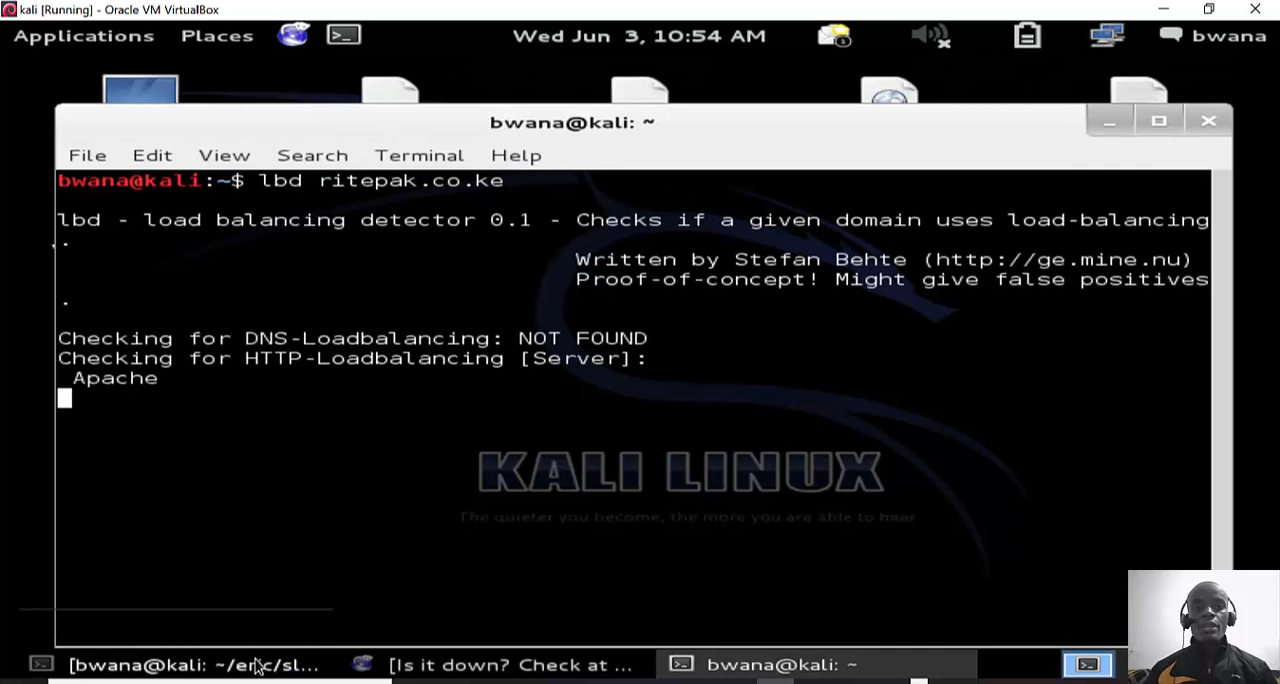 kali [Running] - Oracle VM VirtualBox
Applications Places Wed Jun 3, 10:54 AM bwana
bwana@kali: ~
File Edit View Search Terminal Help
bwana@kali:~$ lbd ritepak.co.ke
lbd - load balancing detector 0.1 - Checks if a given domain uses load-balancing
.
Written by Stefan Behte (http://ge.mine.nu)
Proof-of-concept! Might give false positives
.
Checking for DNS-Loadbalancing: NOT FOUND
Checking for HTTP-Loadbalancing [Server]:
Apache
KALI LINUX
The quieter you become, the more you are able to hear
[bwana@kali: ~/eric/sl... [Is it down? Check at ... bwana@kali: ~